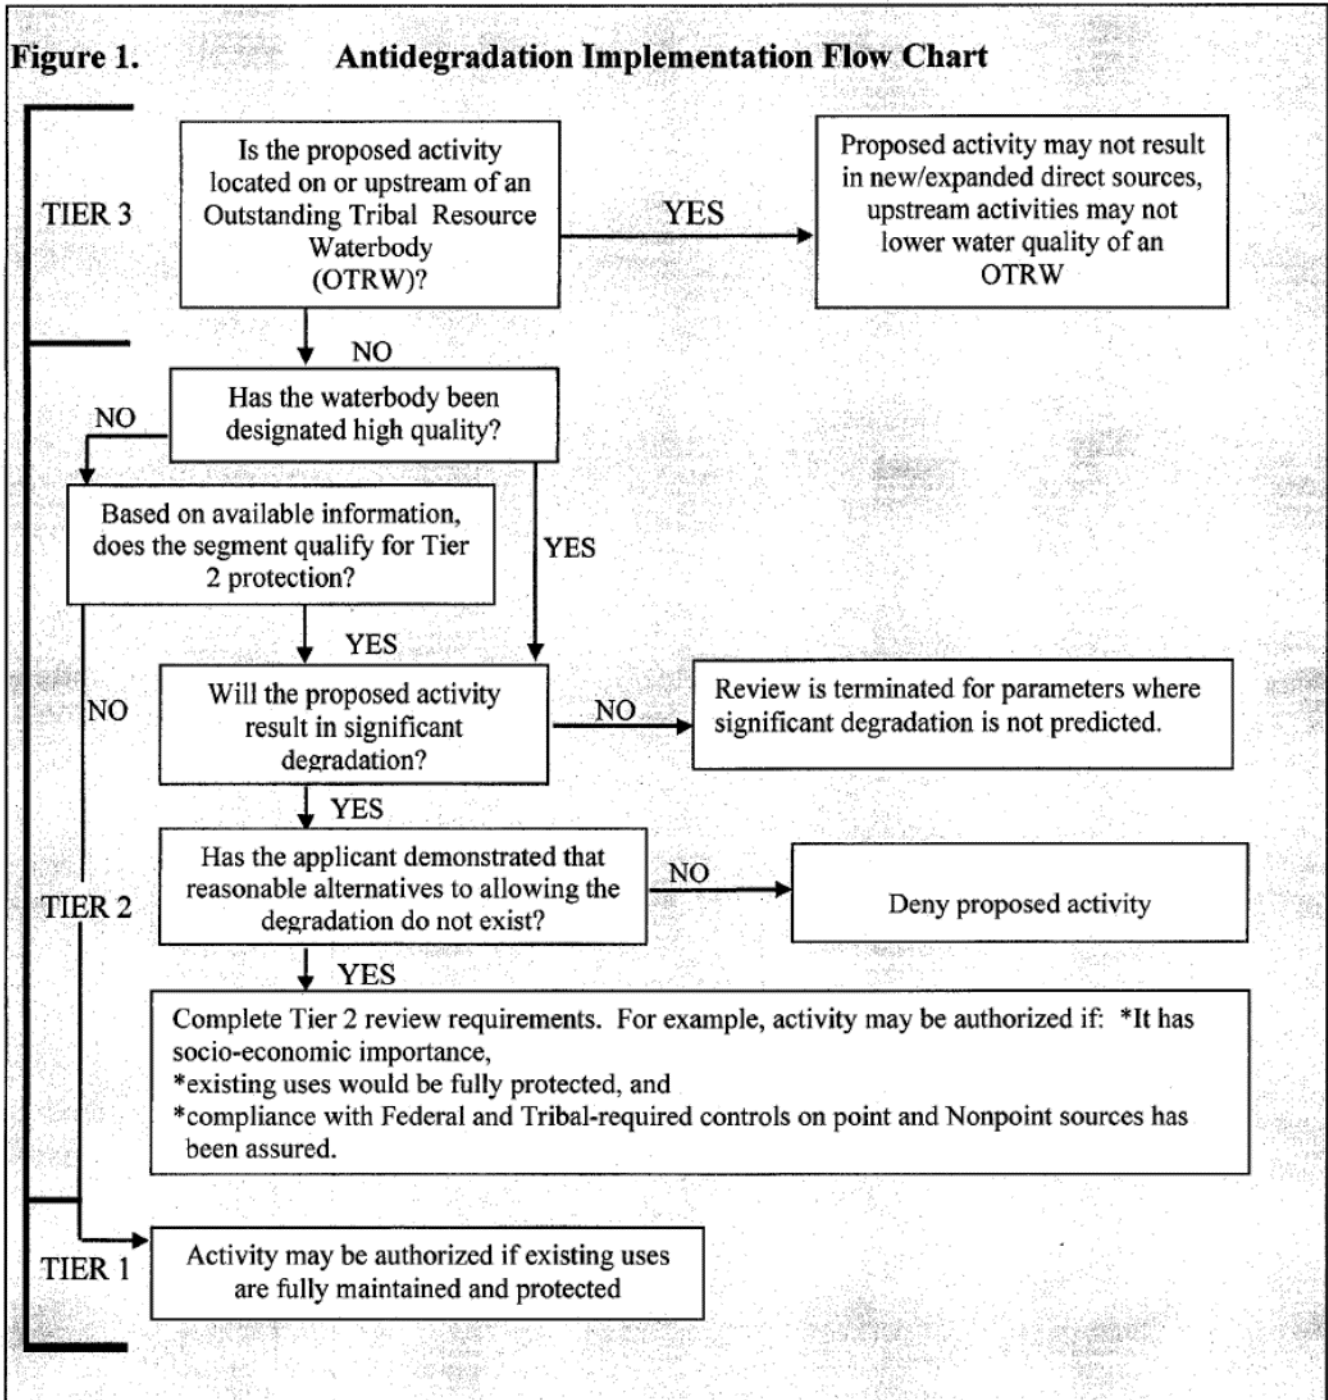 Figure 1. Antidegradation Implementation Flow Chart
TIER 3
Is the proposed activity
located on or upstream of an
Outstanding Tribal Resource
Waterbody
(OTRW)?
YES
Proposed activity may not result
in new/expanded direct sources,
upstream activities may not
lower water quality of an
OTRW
NO
Has the waterbody been
designated high quality?
NO
YES
Based on available information,
does the segment qualify for Tier
2 protection?
YES
NO
Will the proposed activity
result in significant
degradation?
NO
Review is terminated for parameters where
significant degradation is not predicted.
YES
TIER 2
Has the applicant demonstrated that
reasonable alternatives to allowing the
degradation do not exist?
NO
Deny proposed activity
YES
Complete Tier 2 review requirements. For example, activity may be authorized if: *It has
socio-economic importance,
*existing uses would be fully protected, and
*compliance with Federal and Tribal-required controls on point and Nonpoint sources has
been assured.
TIER 1
Activity may be authorized if existing uses
are fully maintained and protected